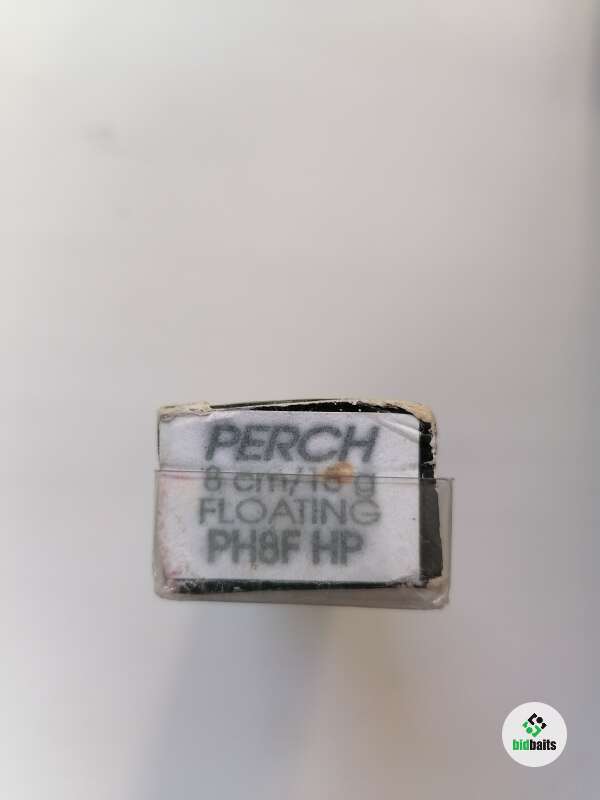 PERCH
8 cm/ g
FLOATING
PH8F HP
bidbaits